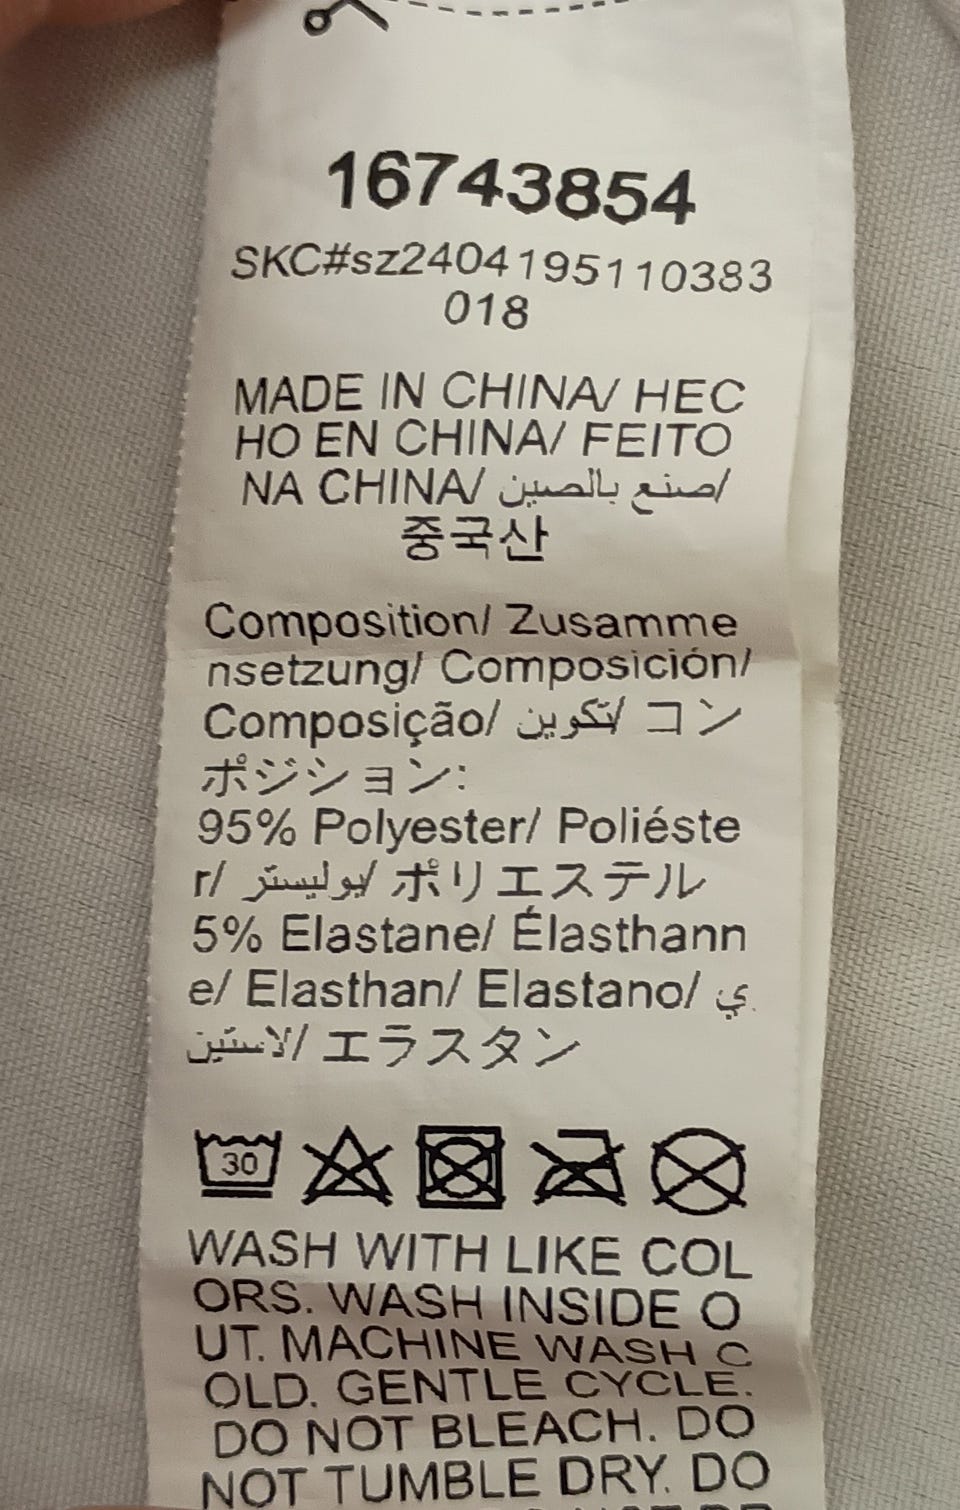 16743854
SKC#sz2404195110383
018
MADE IN CHINA/ HEC
HO EN CHINA/ FEITO
NA CHINA/ صنع بالصين/
중국산
Composition/ Zusamme
nsetzung/ Composición/
Composição/ تكوين/ コン
ポジション:
95% Polyester/ Poliéste
r/ بوليستر/ ポリエステル
5% Elastane/ Élasthann
e/ Elasthan/ Elastano/ ي
لاستين/ エラスタン
30
WASH WITH LIKE COL
ORS. WASH INSIDE O
UT. MACHINE WASH C
OLD. GENTLE CYCLE.
DO NOT BLEACH. DO
NOT TUMBLE DRY. DO